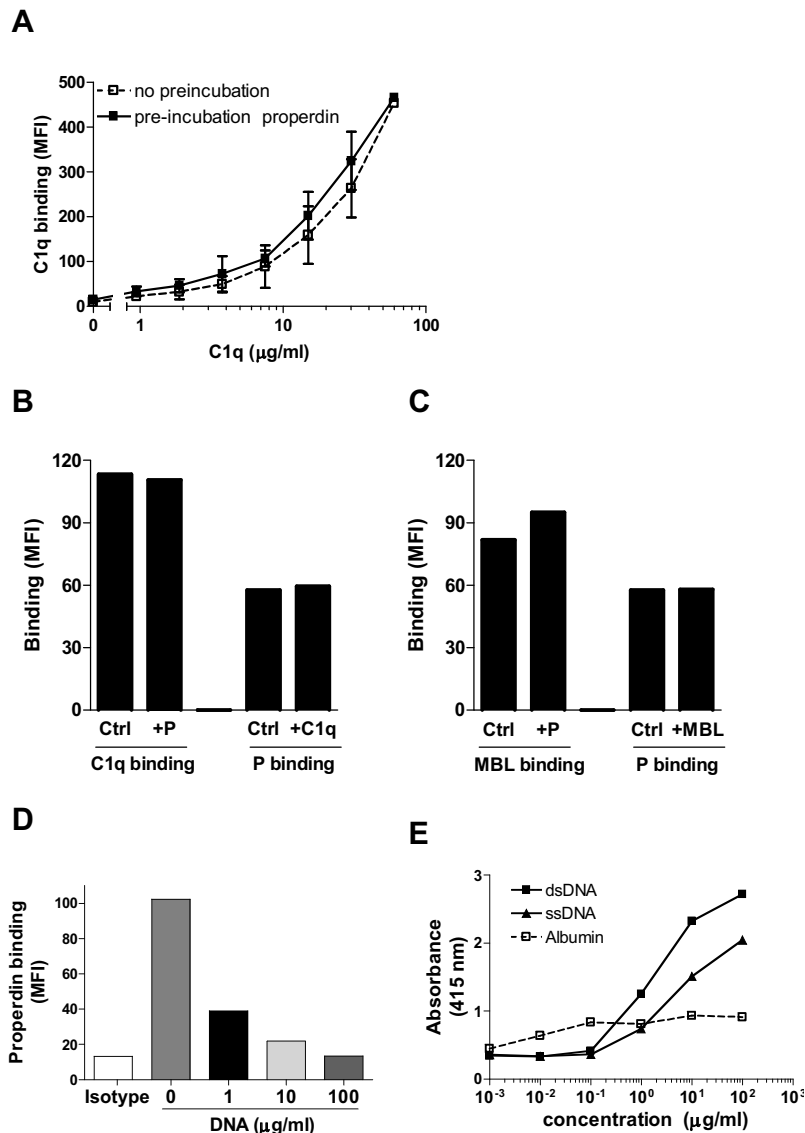 A
500
400
300
200
100
0
C1q binding (MFI)
no preincubation
pre-incubation properdin
0 1 10 100
C1q (µg/ml)
B
120
90
60
30
0
Binding (MFI)
Ctrl +P Ctrl +C1q
C1q binding P binding
C
120
90
60
30
0
Binding (MFI)
Ctrl +P Ctrl +MBL
MBL binding P binding
D
100
80
60
40
20
0
Properdin binding
(MFI)
Isotype 0 1 10 100
DNA (µg/ml)
E
3
2
1
0
Absorbance
(415 nm)
dsDNA
ssDNA
Albumin
10⁻³ 10⁻² 10⁻¹ 10⁰ 10¹ 10² 10³
concentration (µg/ml)